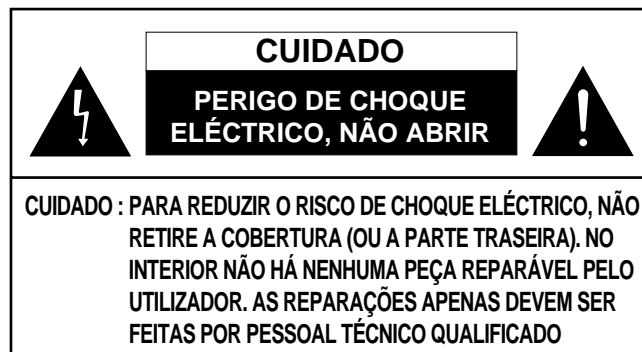 CUIDADO
PERIGO DE CHOQUE
ELÉCTRICO, NÃO ABRIR
CUIDADO : PARA REDUZIR O RISCO DE CHOQUE ELÉCTRICO, NÃO
RETIRE A COBERTURA (OU A PARTE TRASEIRA). NO
INTERIOR NÃO HÁ NENHUMA PEÇA REPARÁVEL PELO
UTILIZADOR. AS REPARAÇÕES APENAS DEVEM SER
FEITAS POR PESSOAL TÉCNICO QUALIFICADO